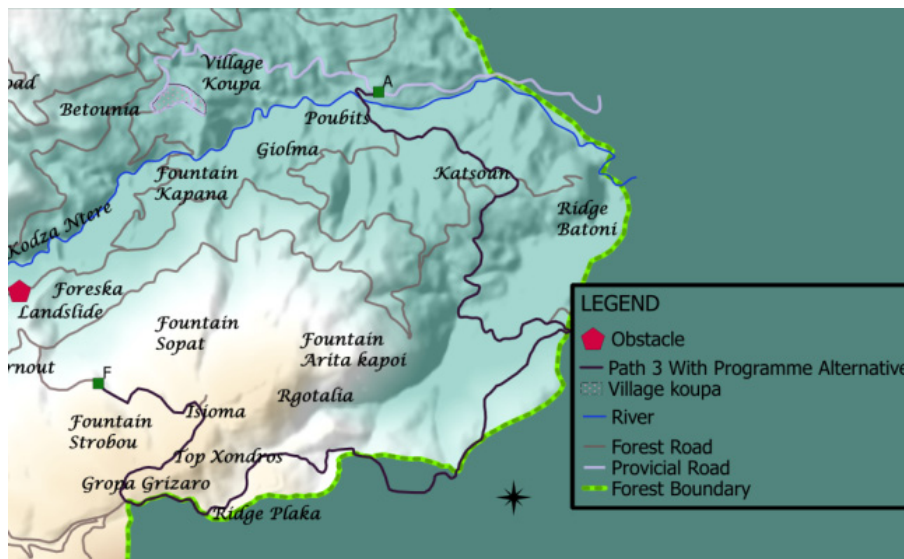 A
Village
Koupa
oad
Betounia
Poubits
Giolma
Fountain
Kapana
Katsoun
Ridge
Batoni
Kodza Ntere
Foreska
Landslide
Fountain
Sopat
Fountain
Arita kapoi
rnout
F
Rgotalia
Isioma
Fountain
Strobou
Top Xondros
Gropa Grizaro
Ridge Plaka
LEGEND
Obstacle
Path 3 With Programme Alternative
Village koupa
River
Forest Road
Provicial Road
Forest Boundary